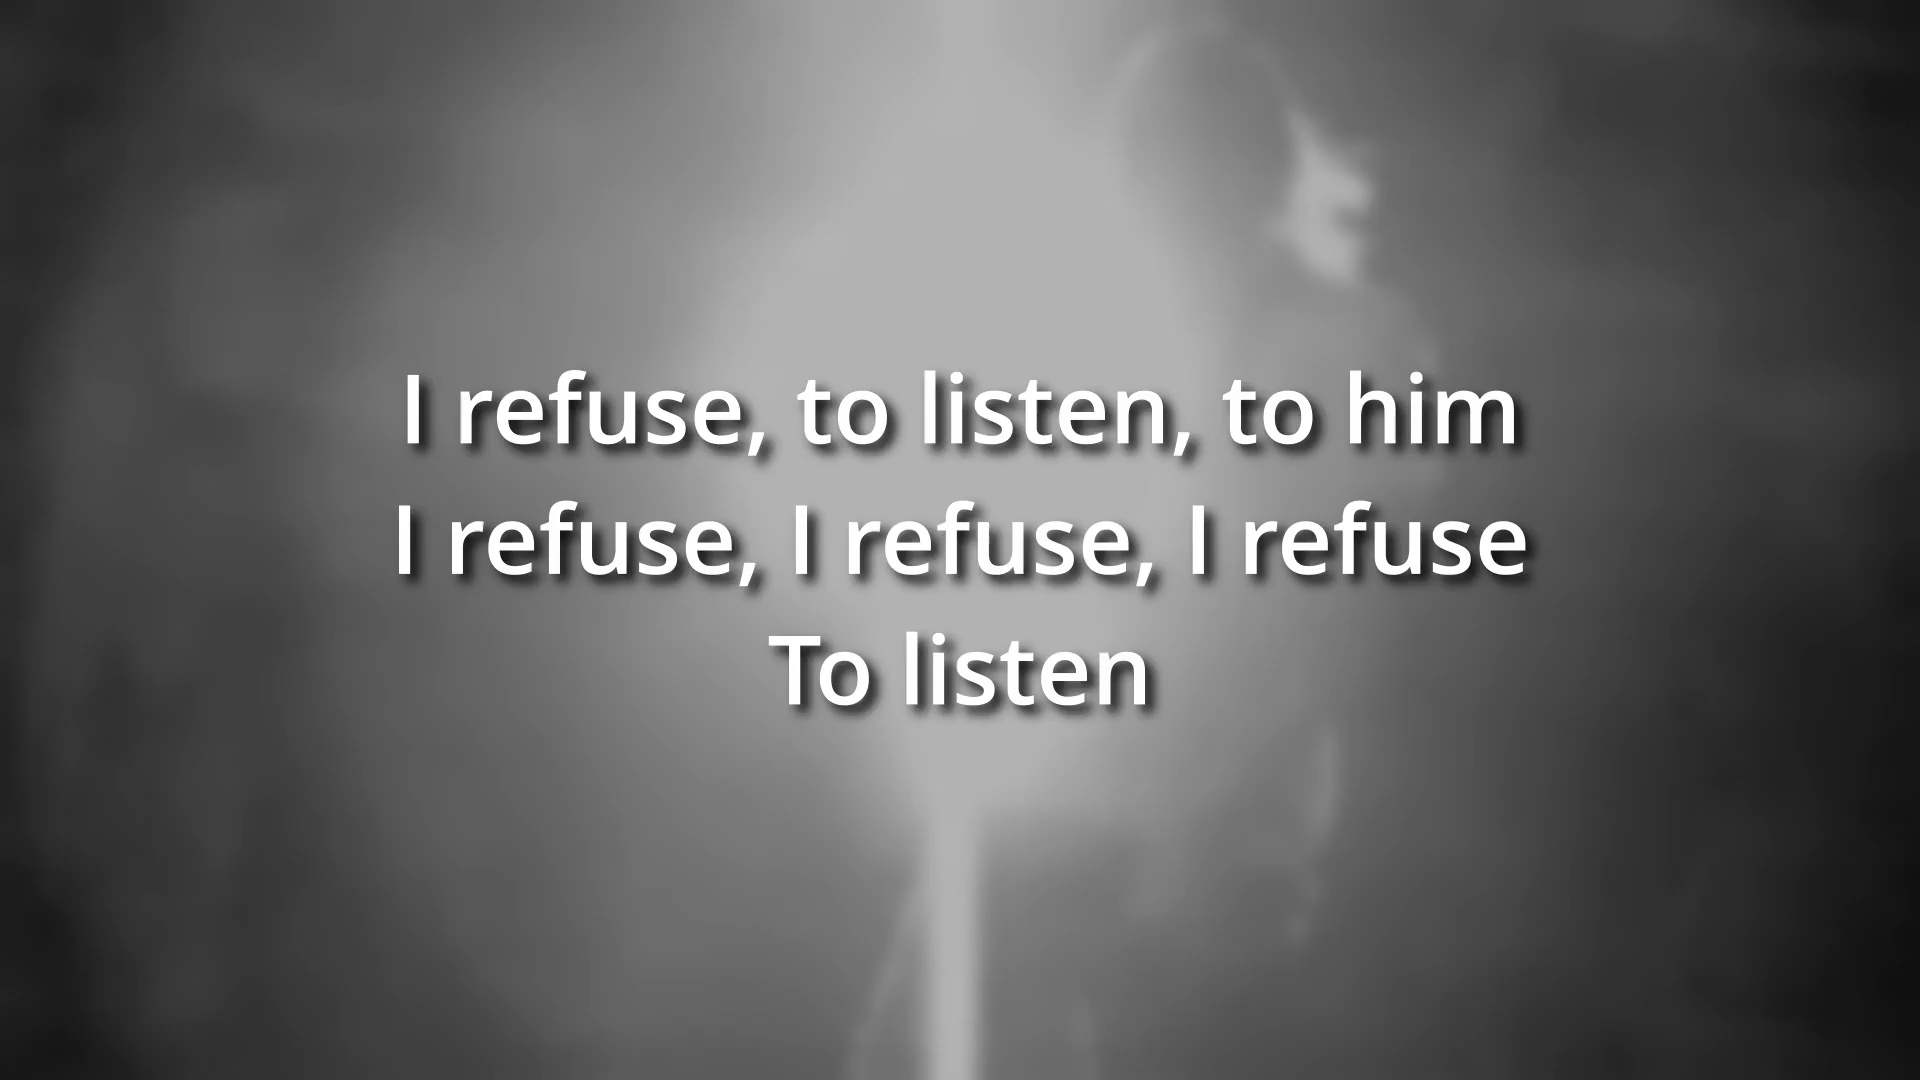 I refuse, to listen, to him
I refuse, I refuse, I refuse
To listen